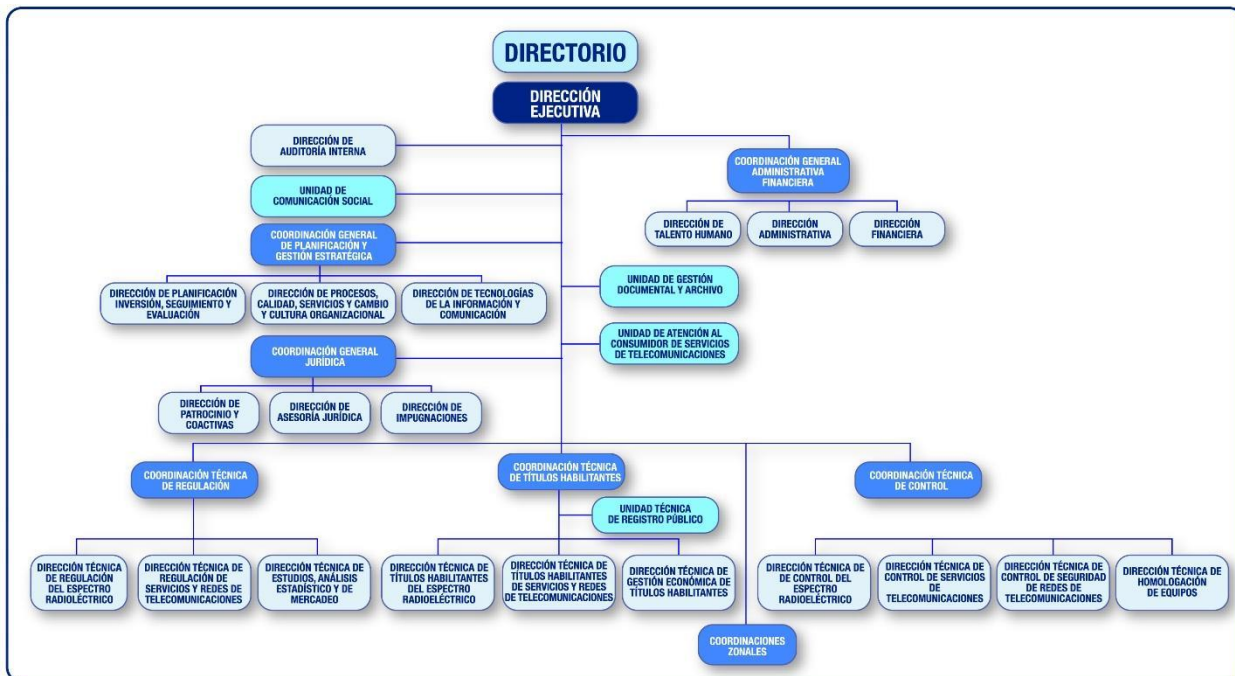 DIRECTORIO
DIRECCIÓN
EJECUTIVA
DIRECCIÓN DE
AUDITORÍA INTERNA
COORDINACIÓN GENERAL
ADMINISTRATIVA
FINANCIERA
UNIDAD DE
COMUNICACIÓN SOCIAL
DIRECCIÓN DE
TALENTO HUMANO
DIRECCIÓN
ADMINISTRATIVA
DIRECCIÓN
FINANCIERA
COORDINACIÓN GENERAL
DE PLANIFICACIÓN Y
GESTIÓN ESTRATÉGICA
UNIDAD DE GESTIÓN
DOCUMENTAL Y ARCHIVO
DIRECCIÓN DE PLANIFICACIÓN
INVERSIÓN, SEGUIMIENTO Y
EVALUACIÓN
DIRECCIÓN DE PROCESOS,
CALIDAD, SERVICIOS Y CAMBIO
Y CULTURA ORGANIZACIONAL
DIRECCIÓN DE TECNOLOGÍAS
DE LA INFORMACIÓN Y
COMUNICACIÓN
UNIDAD DE ATENCIÓN AL
CONSUMIDOR DE SERVICIOS
DE TELECOMUNICACIONES
COORDINACIÓN GENERAL
JURÍDICA
DIRECCIÓN DE
PATROCINIO Y
COACTIVAS
DIRECCIÓN DE
ASESORÍA JURÍDICA
DIRECCIÓN DE
IMPUGNACIONES
COORDINACIÓN TÉCNICA
DE REGULACIÓN
COORDINACIÓN TÉCNICA
DE TÍTULOS HABILITANTES
COORDINACIÓN TÉCNICA
DE CONTROL
UNIDAD TÉCNICA
DE REGISTRO PÚBLICO
DIRECCIÓN TÉCNICA
DE REGULACIÓN
DEL ESPECTRO
RADIOELÉCTRICO
DIRECCIÓN TÉCNICA DE
REGULACIÓN DE
SERVICIOS Y REDES DE
TELECOMUNICACIONES
DIRECCIÓN TÉCNICA DE
ESTUDIOS, ANÁLISIS
ESTADÍSTICO Y DE
MERCADEO
DIRECCIÓN TÉCNICA DE
TÍTULOS HABILITANTES
DEL ESPECTRO
RADIOELÉCTRICO
DIRECCIÓN TÉCNICA DE
TÍTULOS HABILITANTES
DE SERVICIOS Y REDES
DE TELECOMUNICACIONES
DIRECCIÓN TÉCNICA DE
GESTIÓN ECONÓMICA DE
TÍTULOS HABILITANTES
DIRECCIÓN TÉCNICA DE
DE CONTROL DEL
ESPECTRO
RADIOELÉCTRICO
DIRECCIÓN TÉCNICA DE
CONTROL DE SERVICIOS
DE
TELECOMUNICACIONES
DIRECCIÓN TÉCNICA DE
CONTROL DE SEGURIDAD
DE REDES DE
TELECOMUNICACIONES
DIRECCIÓN TÉCNICA DE
HOMOLOGACIÓN
DE EQUIPOS
COORDINACIONES
ZONALES